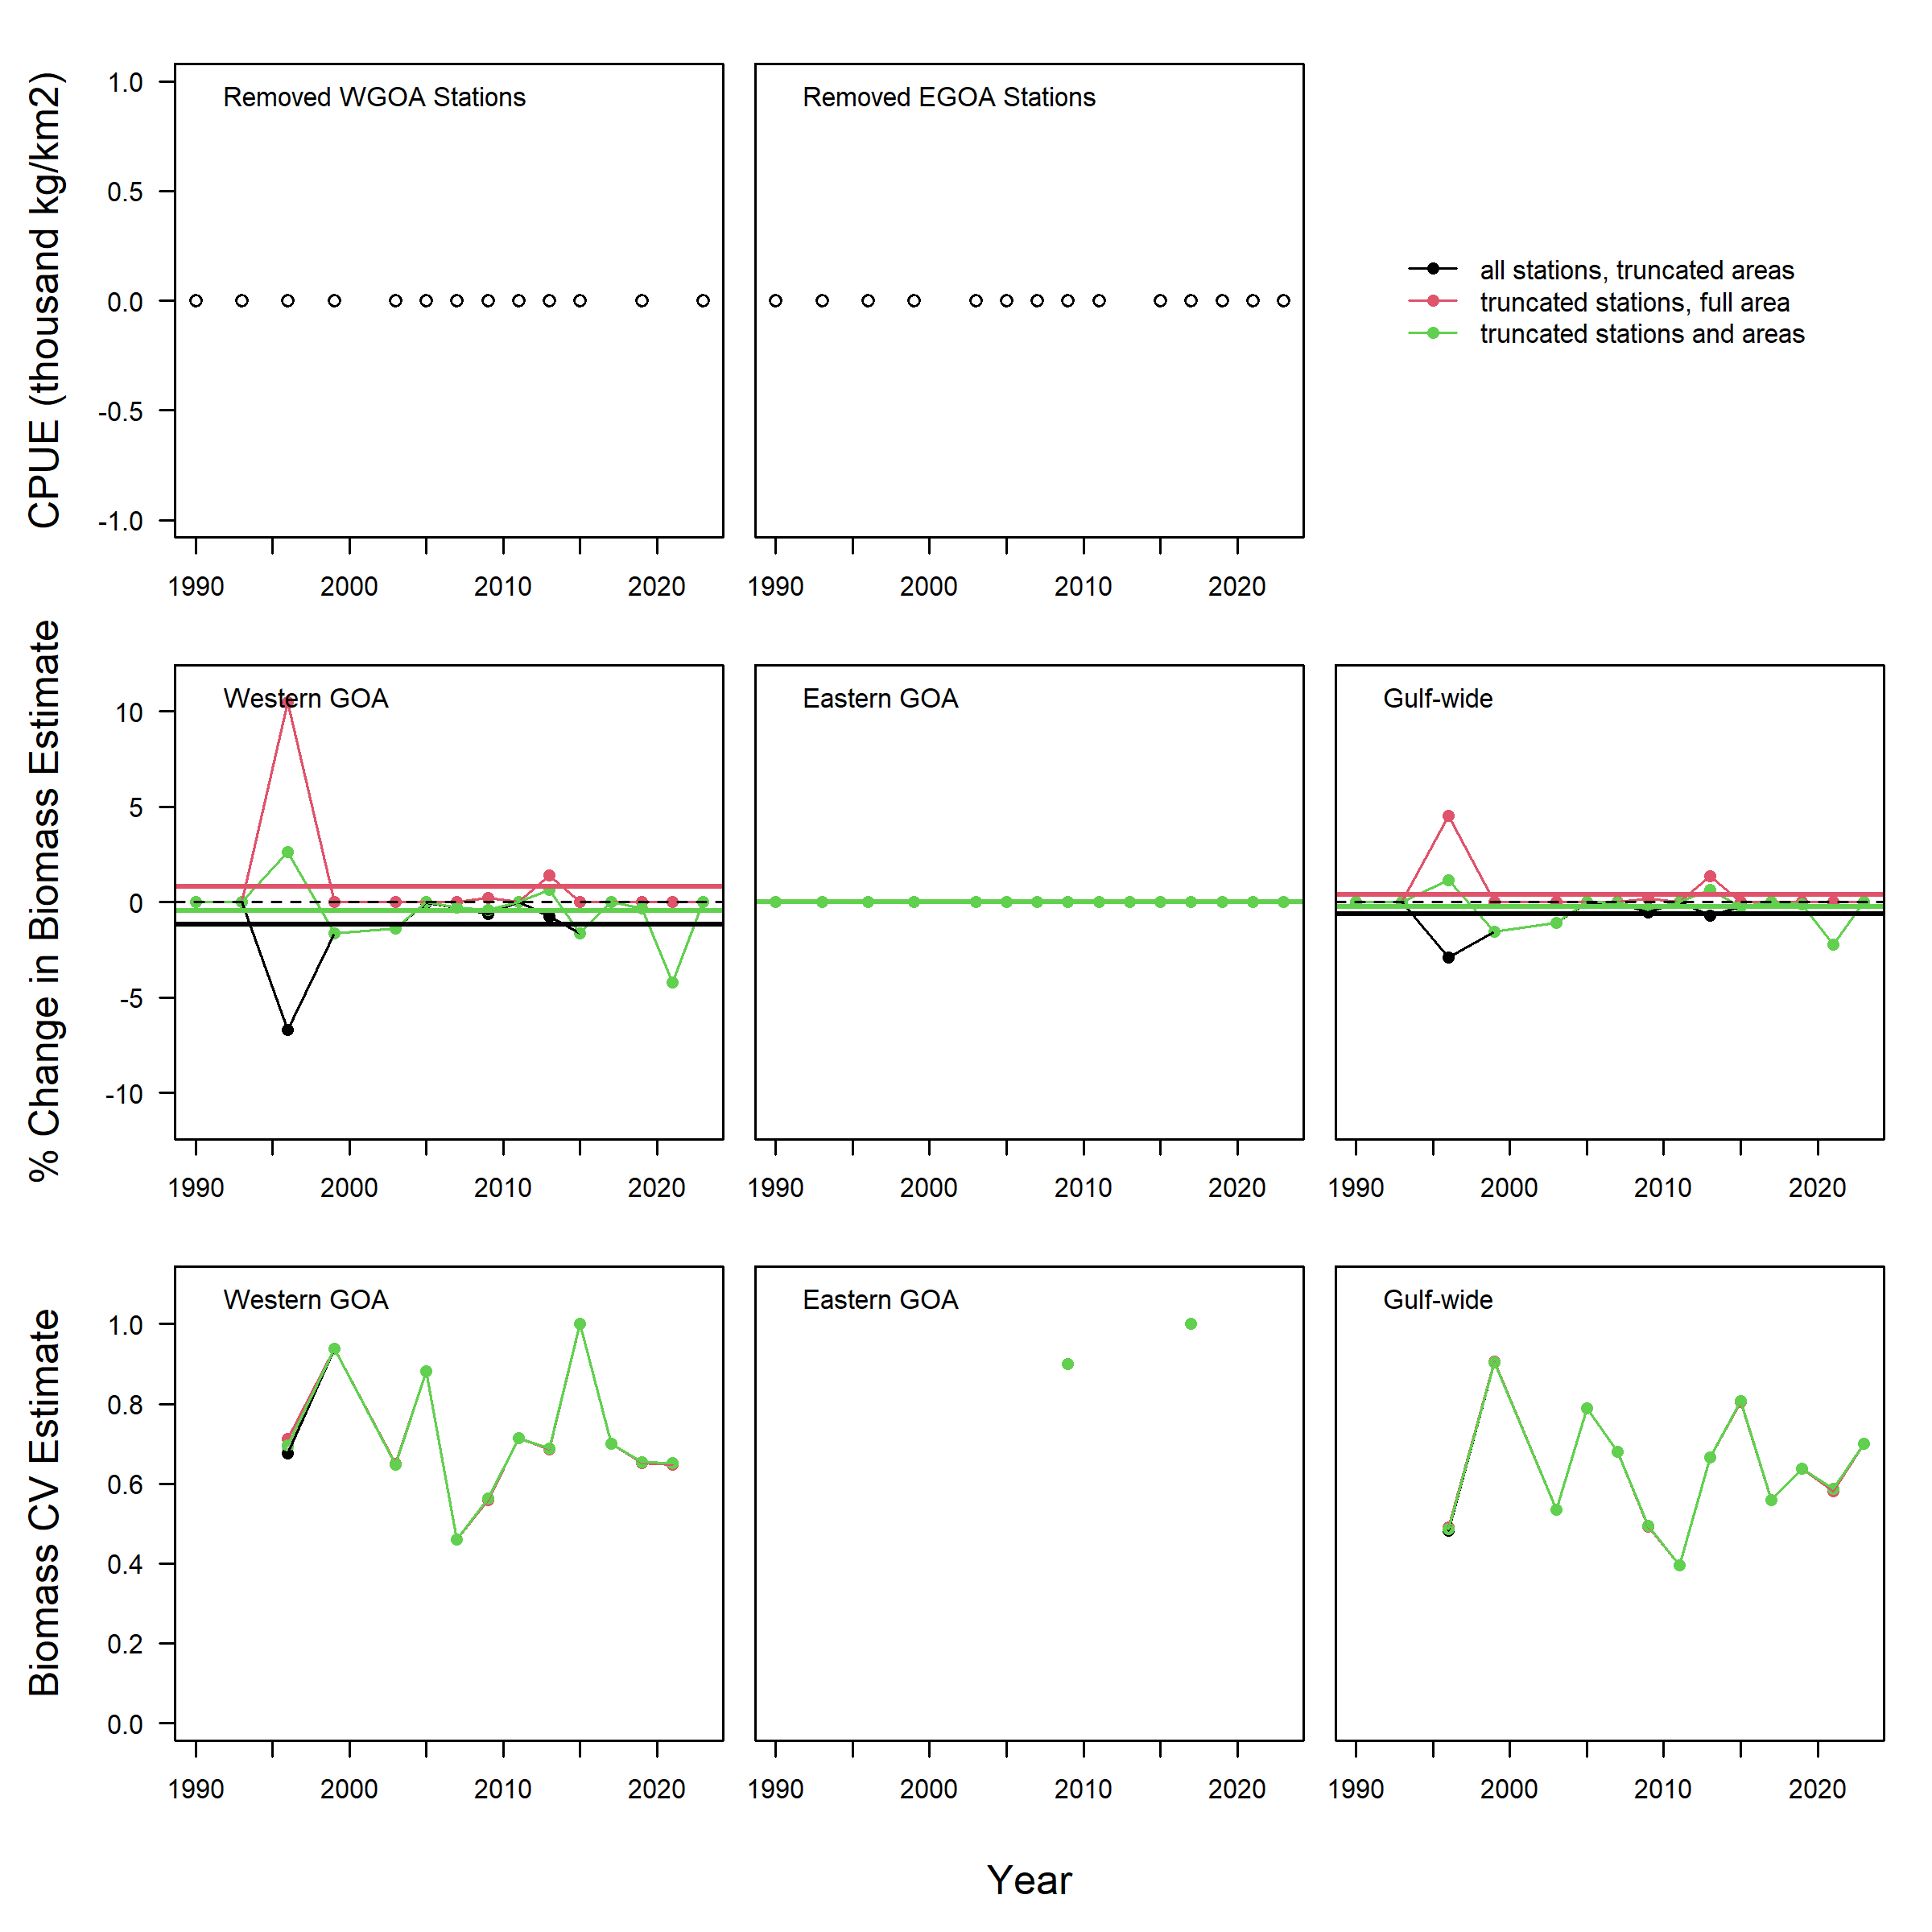 CPUE (thousand kg/km2)
1.0
0.5
0.0
-0.5
-1.0
Removed WGOA Stations
1990 2000 2010 2020
Removed EGOA Stations
1990 2000 2010 2020
all stations, truncated areas
truncated stations, full area
truncated stations and areas
% Change in Biomass Estimate
10
5
0
-5
-10
Western GOA
1990 2000 2010 2020
Eastern GOA
1990 2000 2010 2020
Gulf-wide
1990 2000 2010 2020
Biomass CV Estimate
1.0
0.8
0.6
0.4
0.2
0.0
Western GOA
1990 2000 2010 2020
Eastern GOA
1990 2000 2010 2020
Gulf-wide
1990 2000 2010 2020
Year